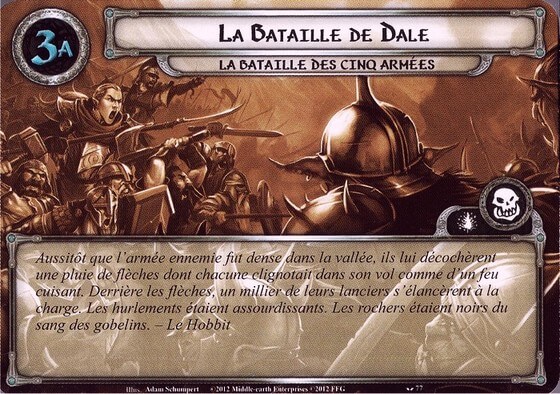 3A
LA BATAILLE DE DALE
LA BATAILLE DES CINQ ARMÉES
Aussitôt que l'armée ennemie fut dense dans la vallée, ils lui décochèrent
une pluie de flèches dont chacune clignotait dans son vol comme d'un feu
cuisant. Derrière les flèches, un millier de leurs lanciers s'élancèrent à la
charge. Les hurlements étaient assourdissants. Les rochers étaient noirs du
sang des gobelins. – Le Hobbit
Illus. Adam Schumpert ©2012 Middle-earth Enterprises ©2012 FFG 77